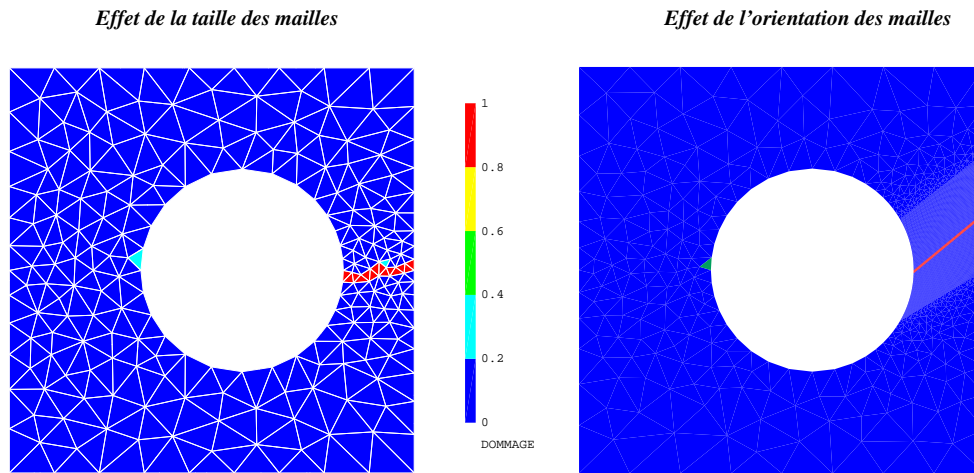 Effet de la taille des mailles
Effet de l’orientation des mailles
1
0.8
0.6
0.4
0.2
0
DOMMAGE